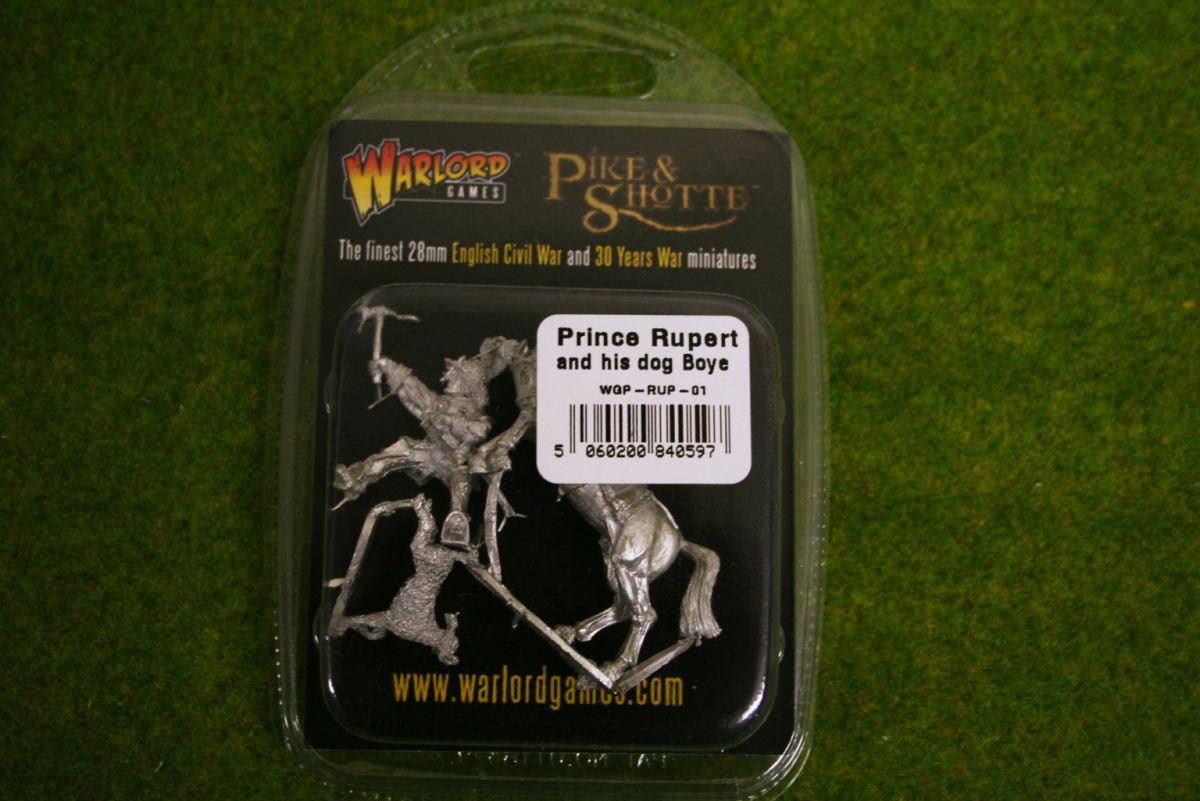 WARLORD
GAMES
PIKE &
SHOTTE
The finest 28mm English Civil War and 30 Years War miniatures
Prince Rupert
and his dog Boye
WGP-RUP-01
5 060200 840597
www.warlordgames.com